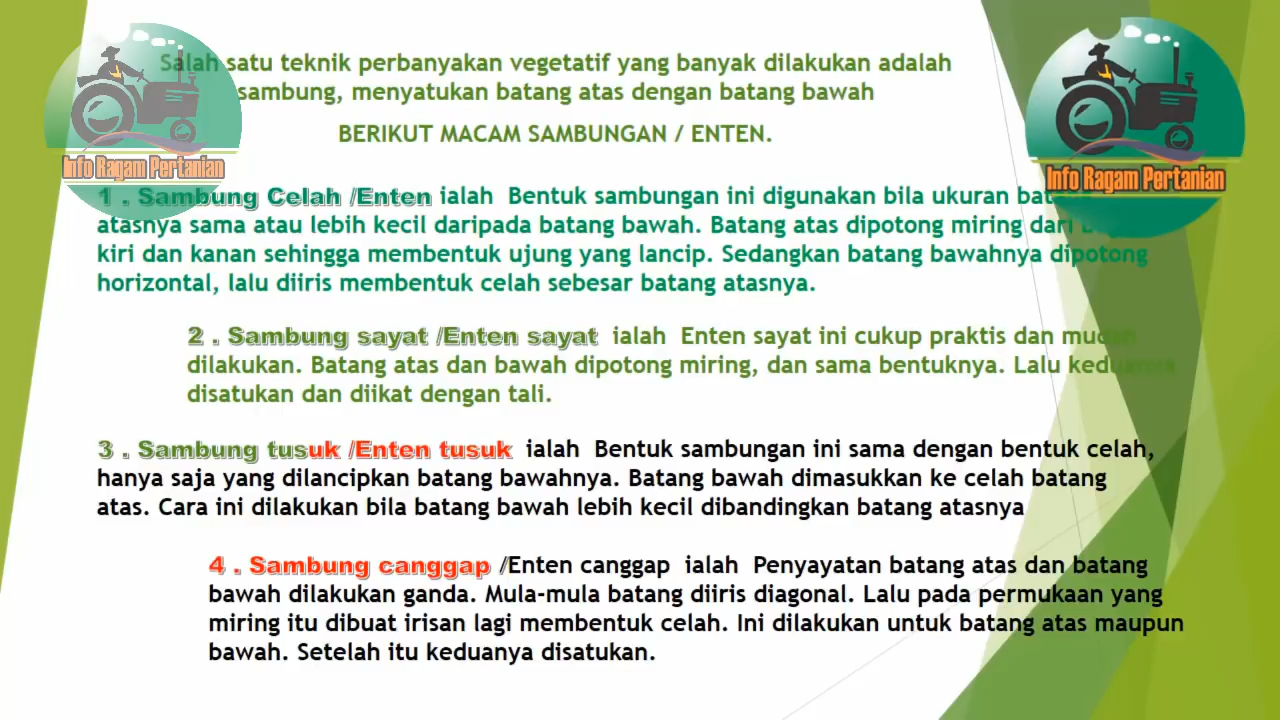 Salah satu teknik perbanyakan vegetatif yang banyak dilakukan adalah
sambung, menyatukan batang atas dengan batang bawah
BERIKUT MACAM SAMBUNGAN / ENTEN.
Info Ragam Pertanian
Info Ragam Pertanian
1 . Sambung Celah /Enten ialah Bentuk sambungan ini digunakan bila ukuran batang
atasnya sama atau lebih kecil daripada batang bawah. Batang atas dipotong miring dari
kiri dan kanan sehingga membentuk ujung yang lancip. Sedangkan batang bawahnya dipotong
horizontal, lalu diiris membentuk celah sebesar batang atasnya.
2 . Sambung sayat /Enten sayat ialah Enten sayat ini cukup praktis dan mudah
dilakukan. Batang atas dan bawah dipotong miring, dan sama bentuknya. Lalu keduanya
disatukan dan diikat dengan tali.
3 . Sambung tusuk /Enten tusuk ialah Bentuk sambungan ini sama dengan bentuk celah,
hanya saja yang dilancipkan batang bawahnya. Batang bawah dimasukkan ke celah batang
atas. Cara ini dilakukan bila batang bawah lebih kecil dibandingkan batang atasnya
4 . Sambung canggap /Enten canggap ialah Penyayatan batang atas dan batang
bawah dilakukan ganda. Mula-mula batang diiris diagonal. Lalu pada permukaan yang
miring itu dibuat irisan lagi membentuk celah. Ini dilakukan untuk batang atas maupun
bawah. Setelah itu keduanya disatukan.